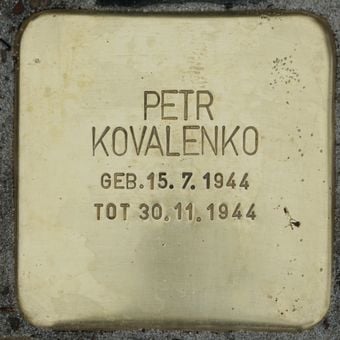 PETR
KOVALENKO
GEB. 15. 7. 1944
TOT 30. 11. 1944